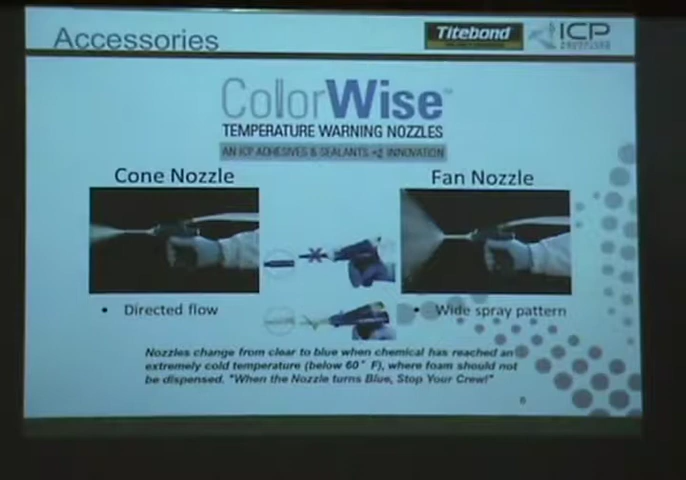 Accessories
Titebond
ICP
ColorWise™
TEMPERATURE WARNING NOZZLES
AN ICP ADHESIVES & SEALANTS INNOVATION
Cone Nozzle
Fan Nozzle
• Directed flow
• Wide spray pattern
Nozzles change from clear to blue when chemical has reached an
extremely cold temperature (below 60° F), where foam should not
be dispensed. "When the Nozzle turns Blue, Stop Your Crew!"